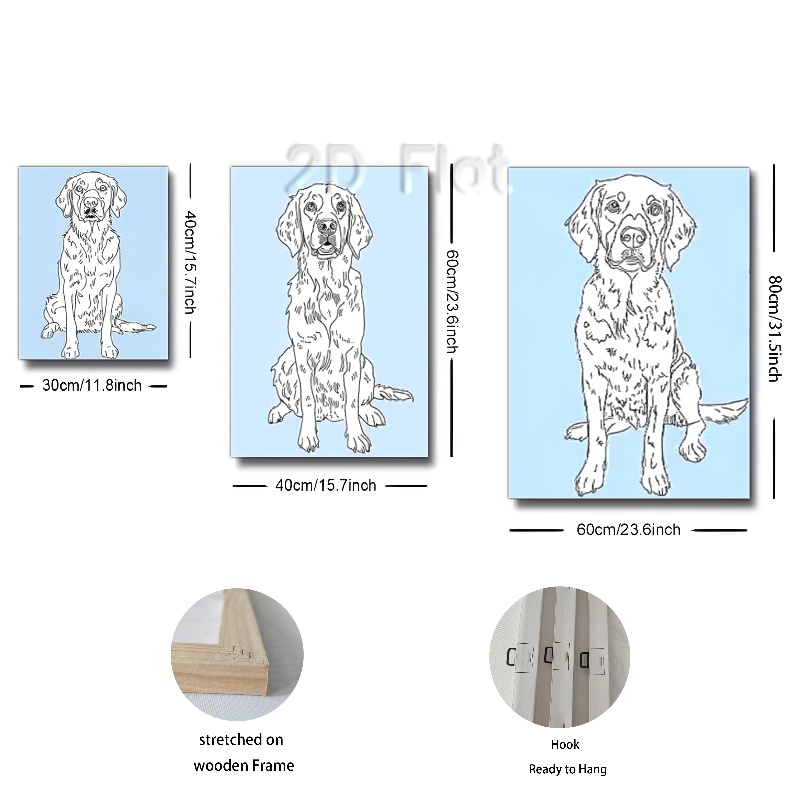 2D Flat
40cm/15.7inch
30cm/11.8inch
60cm/23.6inch
40cm/15.7inch
80cm/31.5inch
60cm/23.6inch
stretched on
wooden Frame
Hook
Ready to Hang